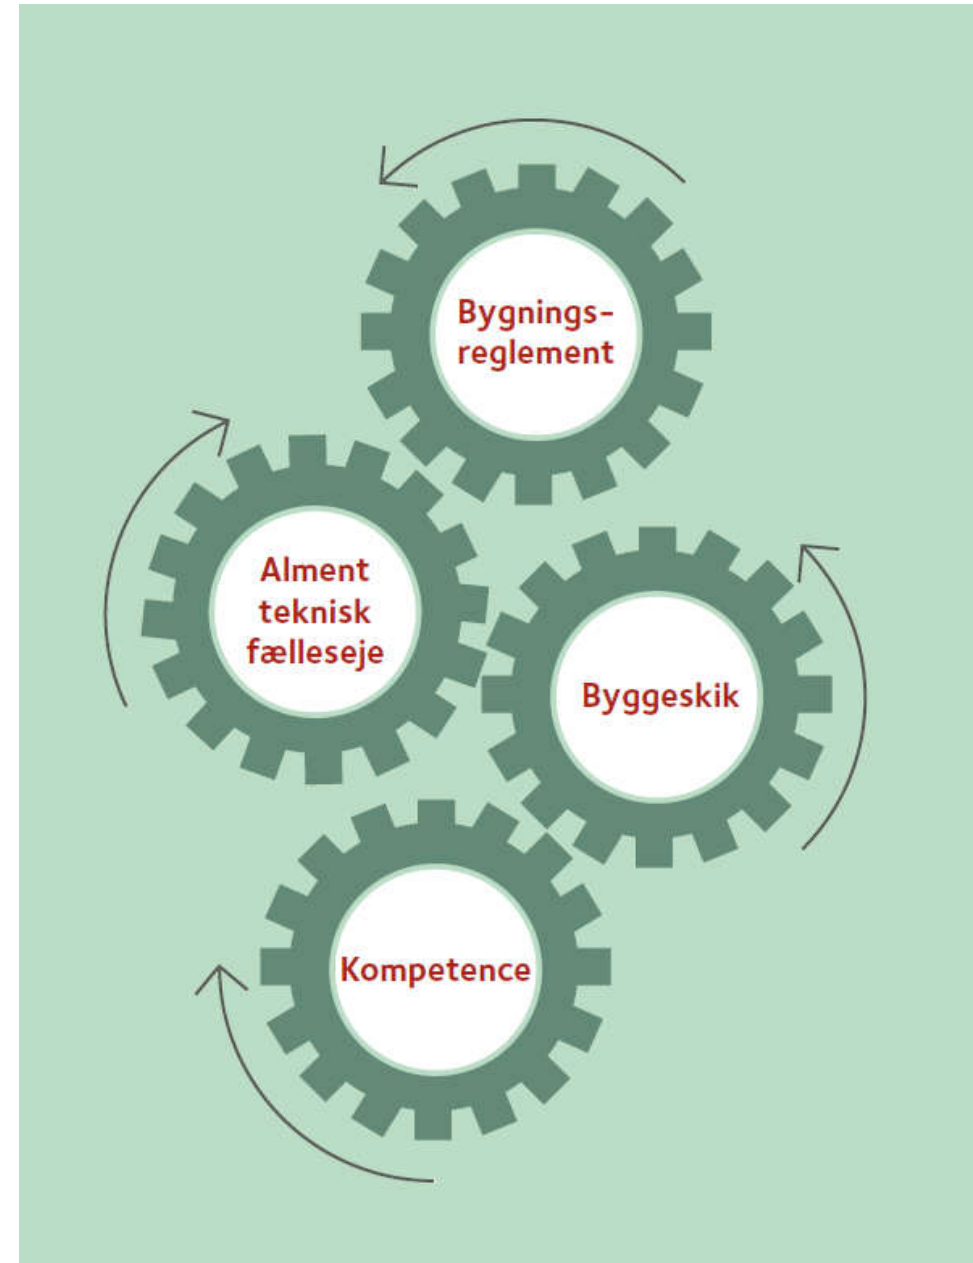 Bygnings-
reglement
Alment
teknisk
fælleseje
Byggeskik
Kompetence